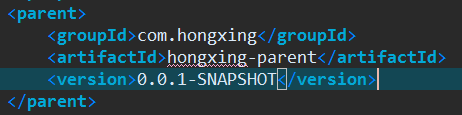 <parent>
<groupId>com.hongxing</groupId>
<artifactId>hongxing-parent</artifactId>
<version>0.0.1-SNAPSHOT</version>
</parent>